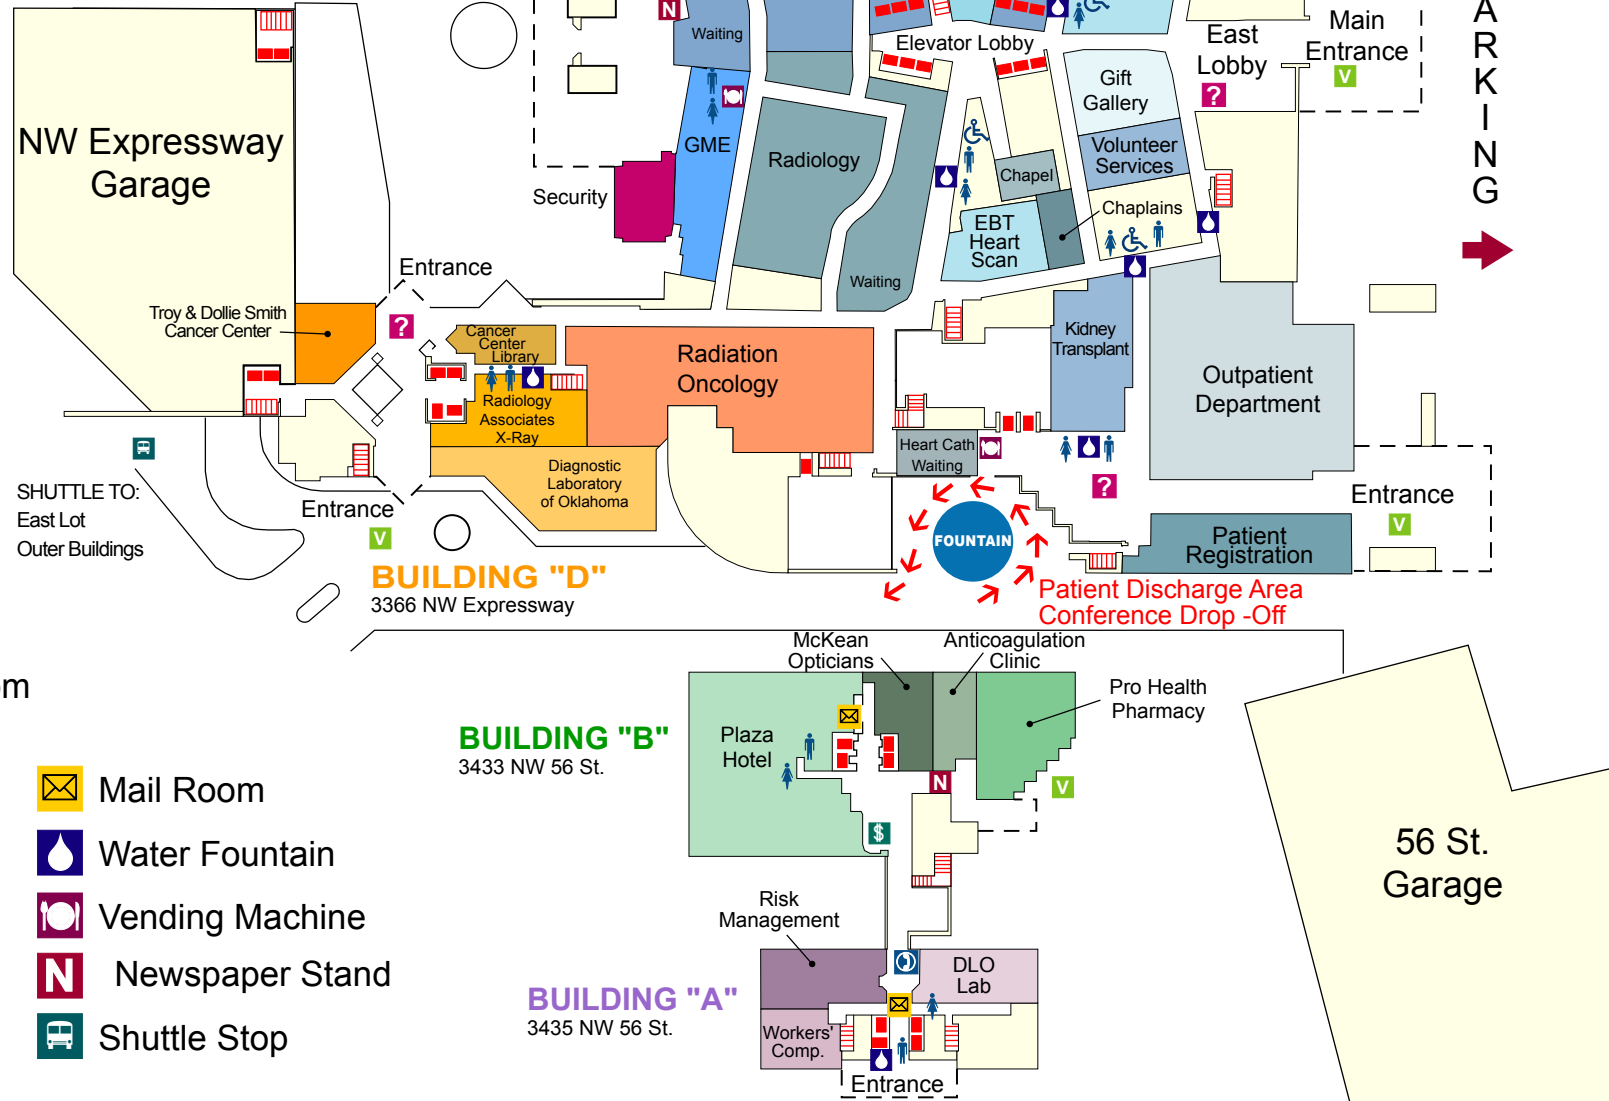 N
Waiting
Elevator Lobby
East
Lobby
?
Main
Entrance
V
A
R
K
I
N
G
Gift
Gallery
NW Expressway
Garage
GME
Radiology
Volunteer
Services
Chapel
Security
Chaplains
EBT
Heart
Scan
Entrance
Waiting
Troy & Dollie Smith
Cancer Center
?
Cancer
Center
Library
Radiation
Oncology
Kidney
Transplant
Outpatient
Department
Radiology
Associates
X-Ray
Heart Cath
Waiting
Diagnostic
Laboratory
of Oklahoma
?
SHUTTLE TO:
East Lot
Outer Buildings
Entrance
V
Entrance
V
FOUNTAIN
Patient
Registration
BUILDING "D"
3366 NW Expressway
Patient Discharge Area
Conference Drop -Off
McKean
Opticians
Anticoagulation
Clinic
Pro Health
Pharmacy
BUILDING "B"
3433 NW 56 St.
Plaza
Hotel
N
V
$
Mail Room
Water Fountain
Vending Machine
N Newspaper Stand
Shuttle Stop
56 St.
Garage
Risk
Management
DLO
Lab
BUILDING "A"
3435 NW 56 St.
Workers'
Comp.
Entrance